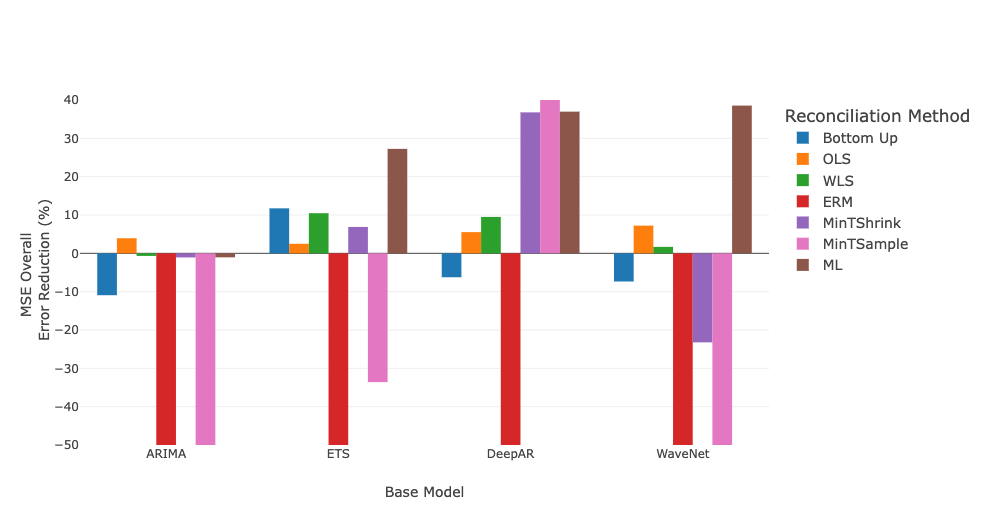 MSE Overall
Error Reduction (%)
40
30
20
10
0
−10
−20
−30
−40
−50
ARIMA
ETS
DeepAR
WaveNet
Base Model
Reconciliation Method
Bottom Up
OLS
WLS
ERM
MinTShrink
MinTSample
ML